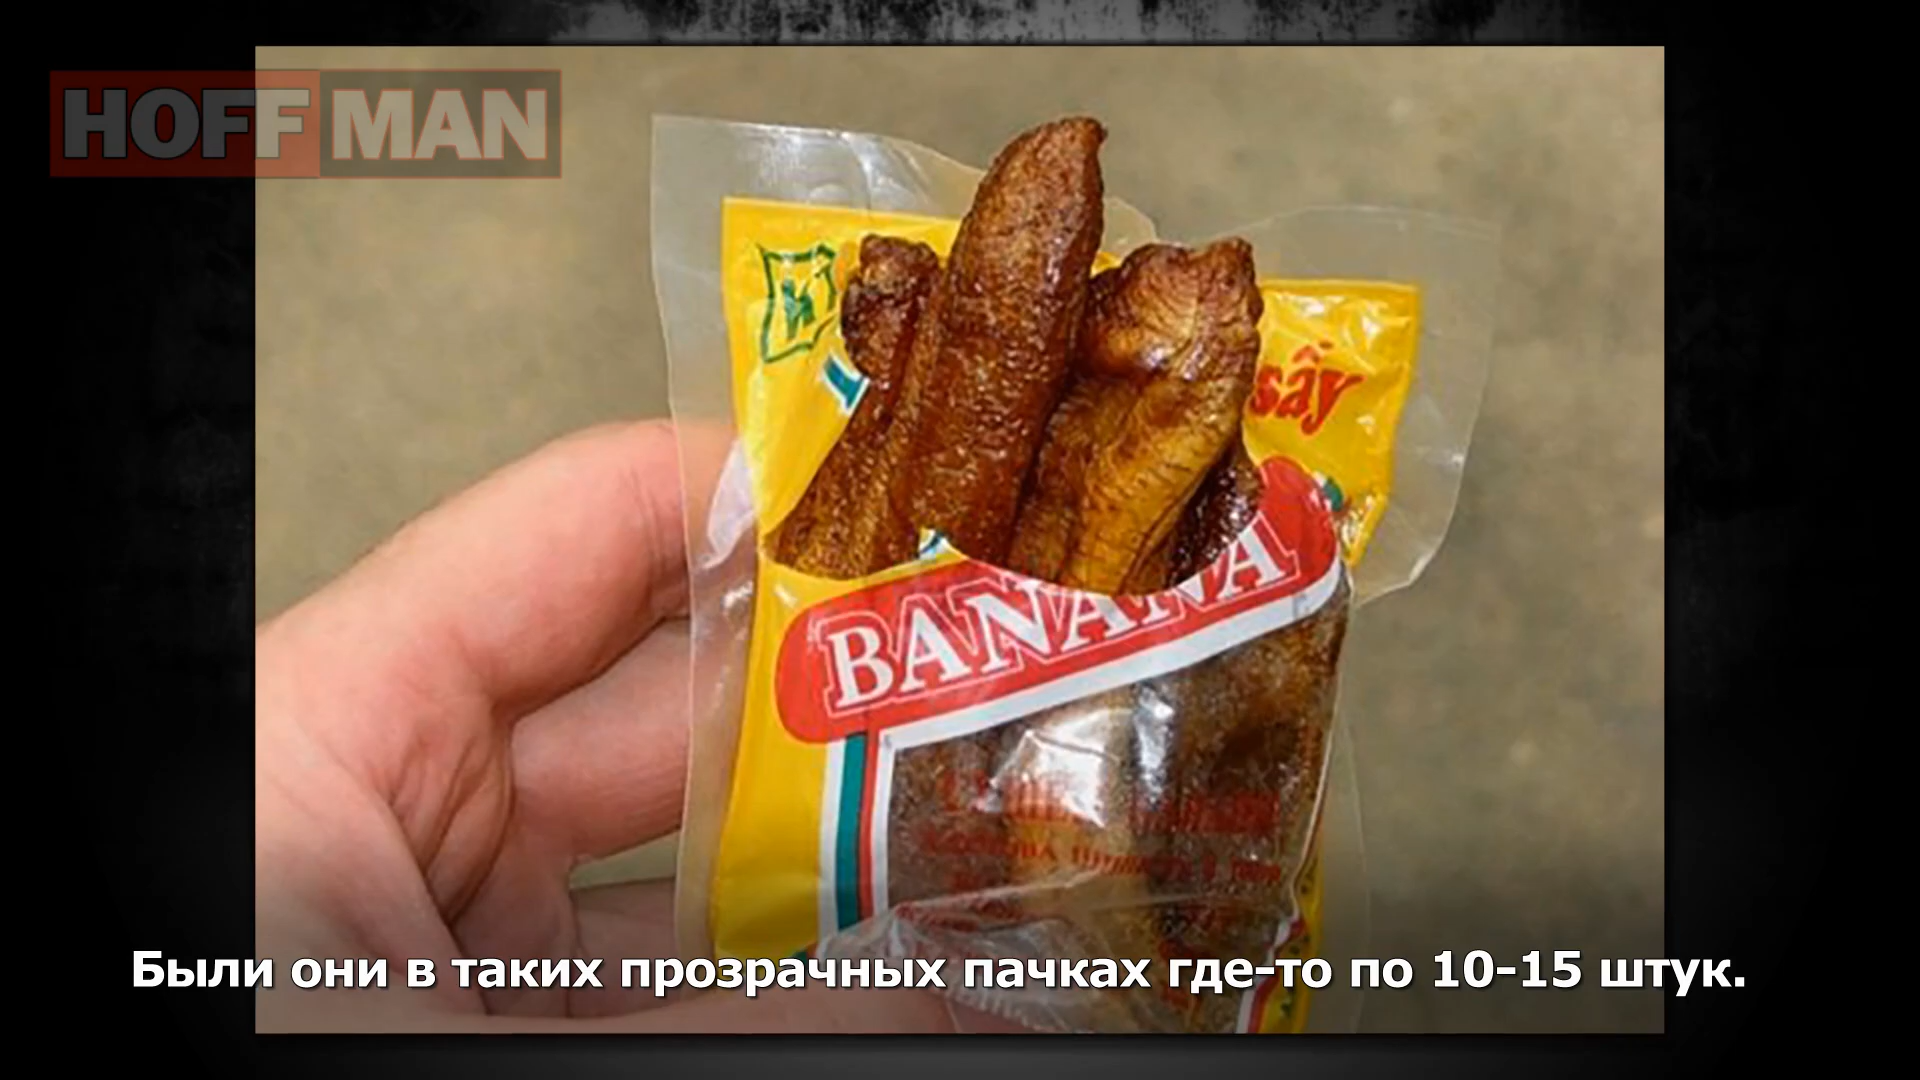 HOFFMAN
sấy
BANANA
Были они в таких прозрачных пачках где-то по 10-15 штук.